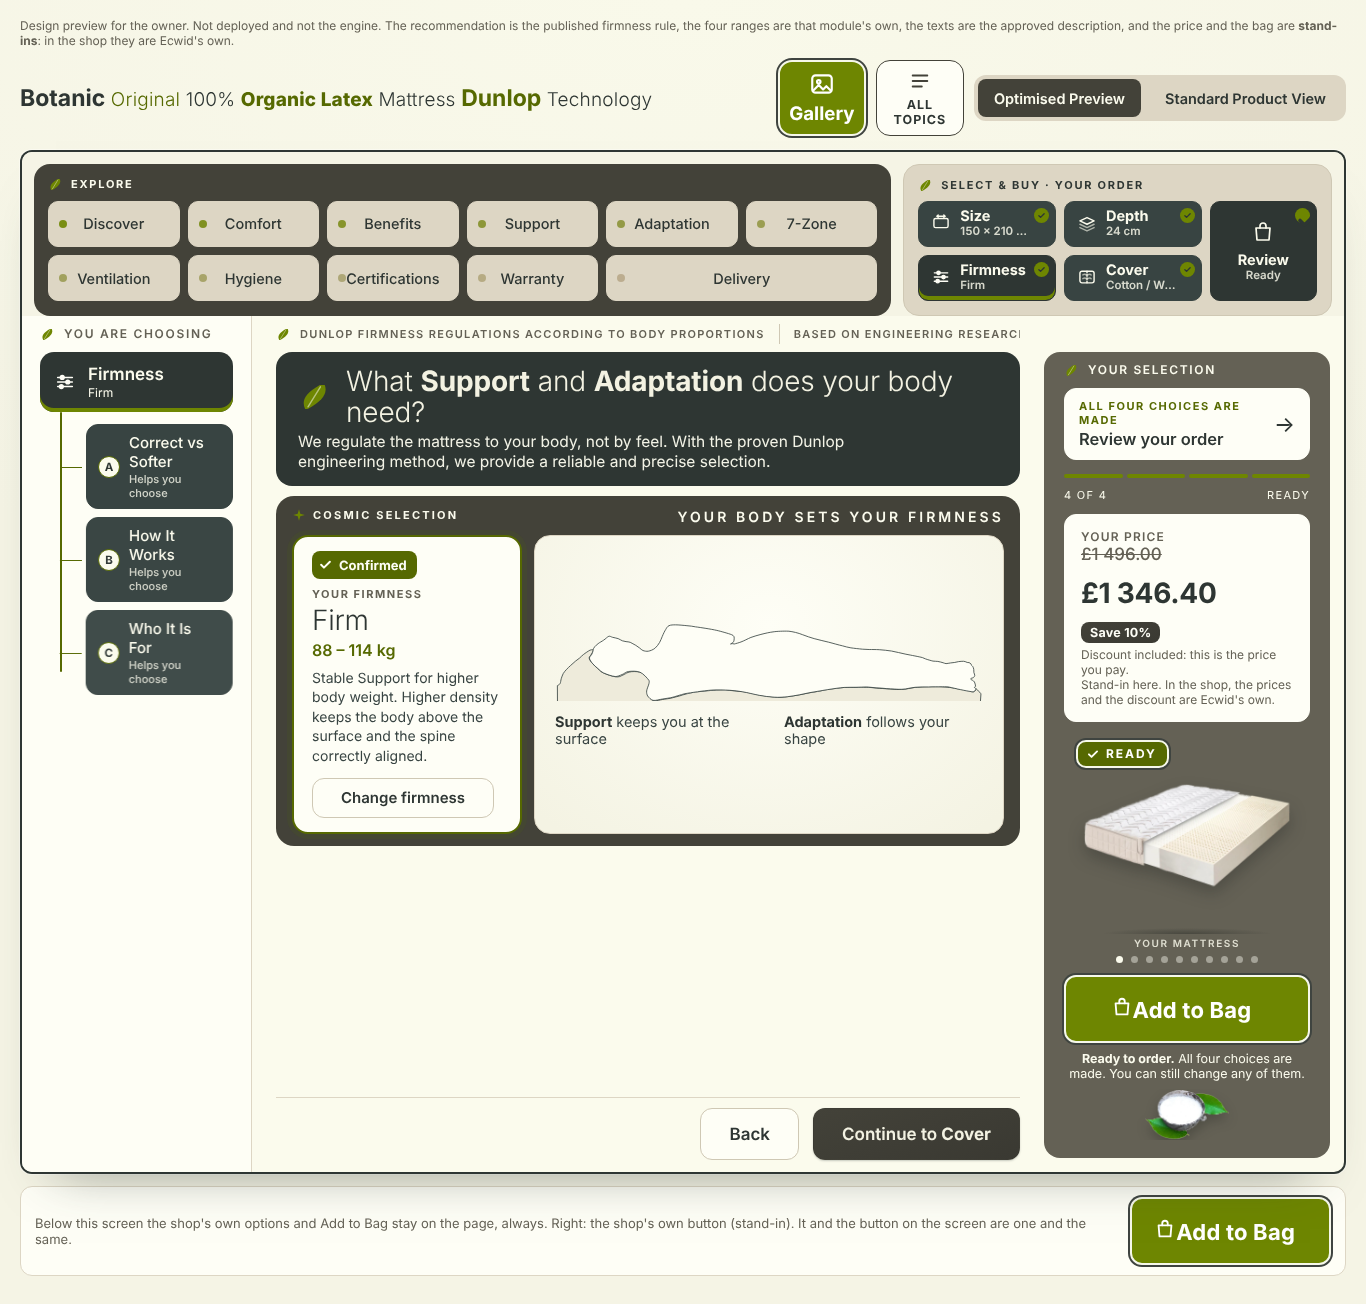 Design preview for the owner. Not deployed and not the engine. The recommendation is the published firmness rule, the four ranges are that module's own, the texts are the approved description, and the price and the bag are stand-
ins: in the shop they are Ecwid's own.
Botanic Original 100% Organic Latex Mattress Dunlop Technology
Gallery
ALL
TOPICS
Optimised Preview
Standard Product View
EXPLORE
Discover
Comfort
Benefits
Support
Adaptation
7-Zone
Ventilation
Hygiene
Certifications
Warranty
Delivery
SELECT & BUY · YOUR ORDER
Size
150 × 210 ...
Depth
24 cm
Firmness
Firm
Cover
Cotton / W...
Review
Ready
YOU ARE CHOOSING
Firmness
Firm
A
Correct vs
Softer
Helps you
choose
B
How It
Works
Helps you
choose
C
Who It Is
For
Helps you
choose
DUNLOP FIRMNESS REGULATIONS ACCORDING TO BODY PROPORTIONS
BASED ON ENGINEERING RESEARC
What Support and Adaptation does your body
need?
We regulate the mattress to your body, not by feel. With the proven Dunlop
engineering method, we provide a reliable and precise selection.
COSMIC SELECTION
YOUR BODY SETS YOUR FIRMNESS
Confirmed
YOUR FIRMNESS
Firm
88 – 114 kg
Stable Support for higher
body weight. Higher density
keeps the body above the
surface and the spine
correctly aligned.
Change firmness
Support keeps you at the
surface
Adaptation follows your
shape
Back
Continue to Cover
YOUR SELECTION
ALL FOUR CHOICES ARE
MADE
Review your order
4 OF 4
READY
YOUR PRICE
£1 496.00
£1 346.40
Save 10%
Discount included: this is the price
you pay.
Stand-in here. In the shop, the prices
and the discount are Ecwid's own.
READY
YOUR MATTRESS
Add to Bag
Ready to order. All four choices are
made. You can still change any of them.
Below this screen the shop's own options and Add to Bag stay on the page, always. Right: the shop's own button (stand-in). It and the button on the screen are one and the
same.
Add to Bag